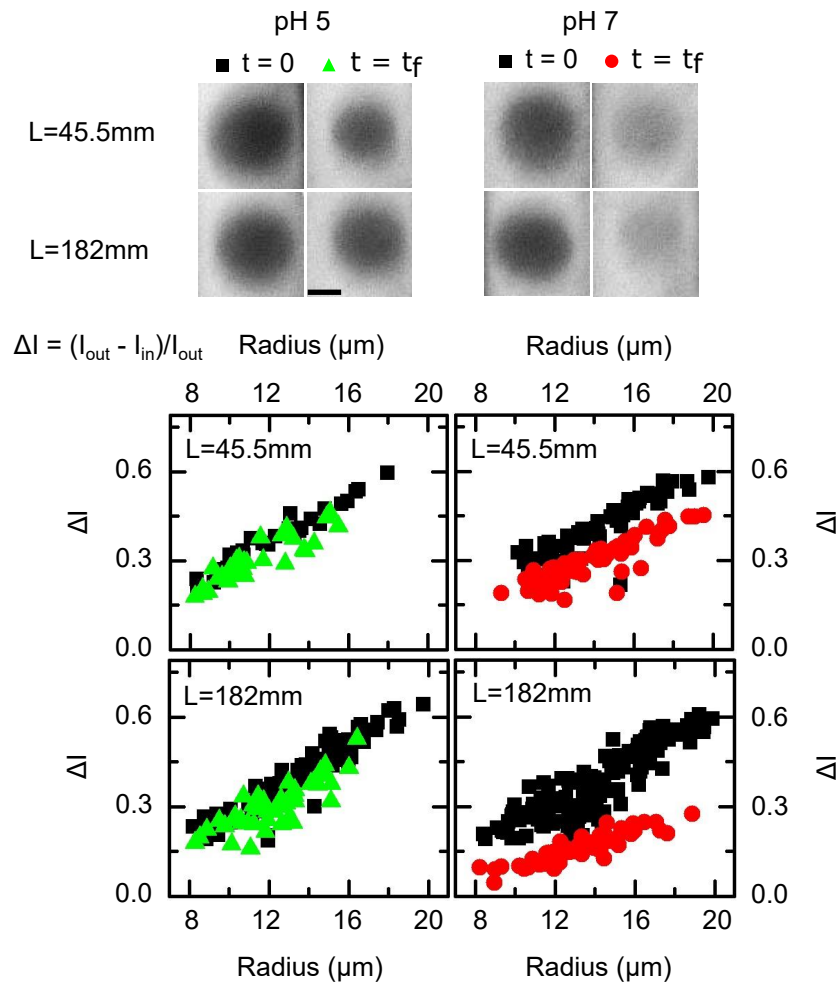 pH 5 pH 7
t = 0 t = tf t = 0 t = tf
L=45.5mm
L=182mm
ΔI = (Iout - Iin)/Iout Radius (µm) Radius (µm)
8 12 16 20 8 12 16 20
L=45.5mm L=45.5mm
0.6 0.6
ΔI ΔI
0.3 0.3
0.0 0.0
L=182mm L=182mm
0.6 0.6
ΔI ΔI
0.3 0.3
0.0 0.0
8 12 16 20 8 12 16 20
Radius (µm) Radius (µm)